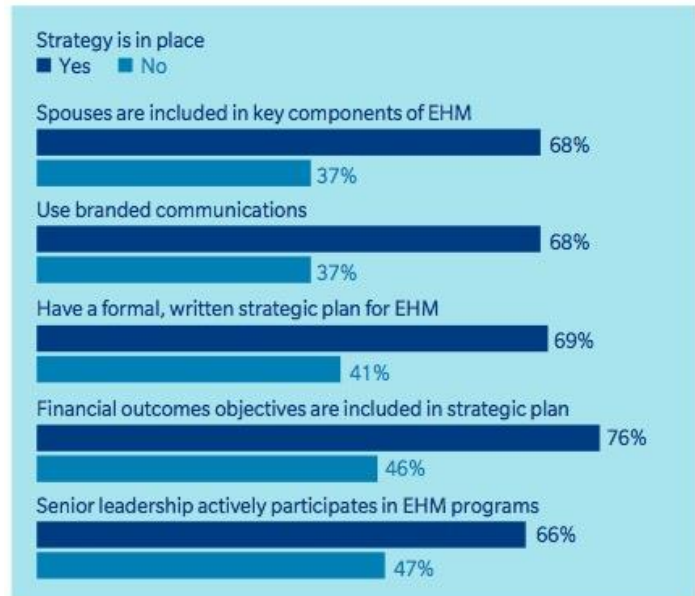 Strategy is in place
Yes No
Spouses are included in key components of EHM
68%
37%
Use branded communications
68%
37%
Have a formal, written strategic plan for EHM
69%
41%
Financial outcomes objectives are included in strategic plan
76%
46%
Senior leadership actively participates in EHM programs
66%
47%